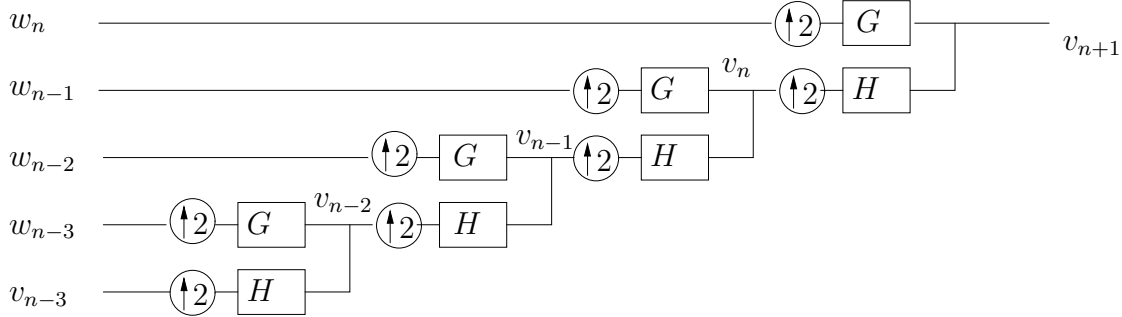 w_n ↑2 G v_{n+1}
w_{n-1} ↑2 G v_n ↑2 H
w_{n-2} ↑2 G v_{n-1} ↑2 H
w_{n-3} ↑2 G v_{n-2} ↑2 H
v_{n-3} ↑2 H